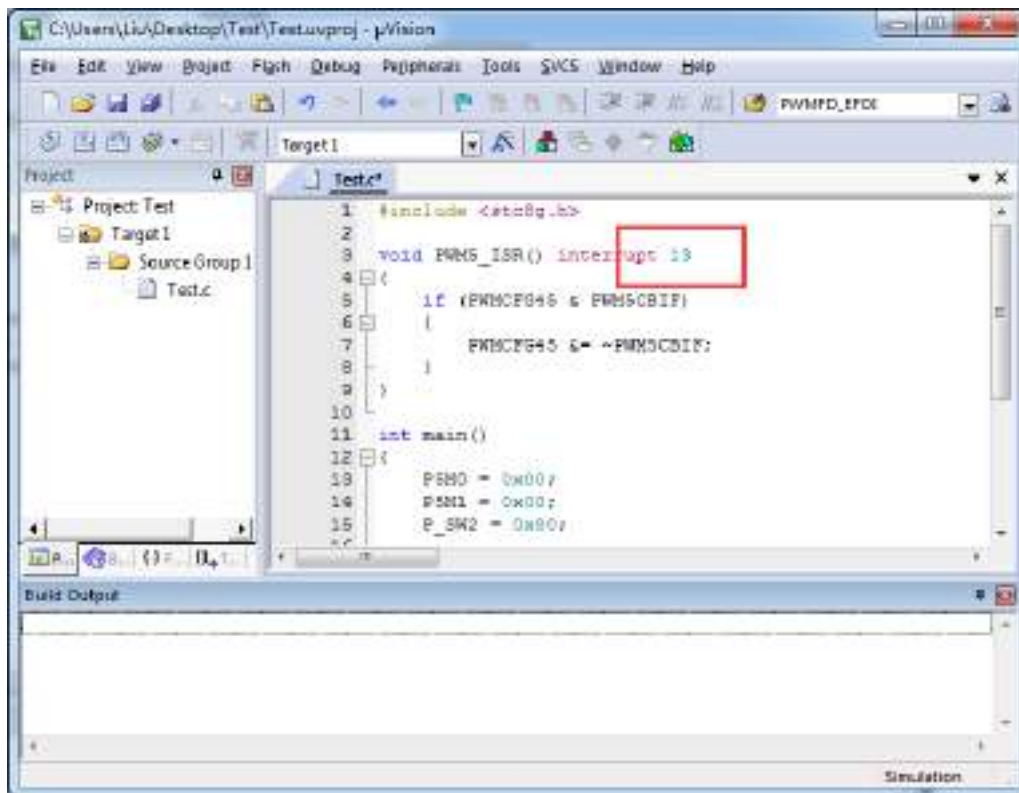 C:\Users\Liu\Desktop\Test\Test.uvproj - µVision
File Edit View Project Flash Debug Peripherals Tools SVCS Window Help
PWMFD_EFDI
Target 1
Project
Test.c*
Project: Test
Target 1
Source Group 1
Test.c
1 #include <stc8g.h>
2
3 void PWM5_ISR() interrupt 13
4 {
5 if (PWMCFG45 & PWM5CBIF)
6 {
7 PWMCFG45 &= ~PWM5CBIF;
8 }
9 }
10
11 int main()
12 {
13 P5M0 = 0x00;
14 P5M1 = 0x00;
15 P_SW2 = 0x80;
Build Output
Simulation